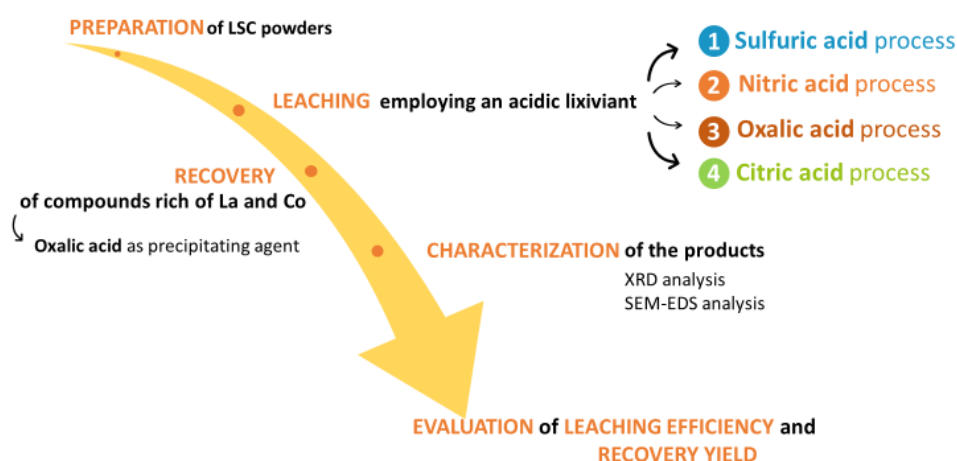 PREPARATION of LSC powders
LEACHING employing an acidic lixiviant
1 Sulfuric acid process
2 Nitric acid process
3 Oxalic acid process
4 Citric acid process
RECOVERY
of compounds rich of La and Co
Oxalic acid as precipitating agent
CHARACTERIZATION of the products
XRD analysis
SEM-EDS analysis
EVALUATION of LEACHING EFFICIENCY and
RECOVERY YIELD